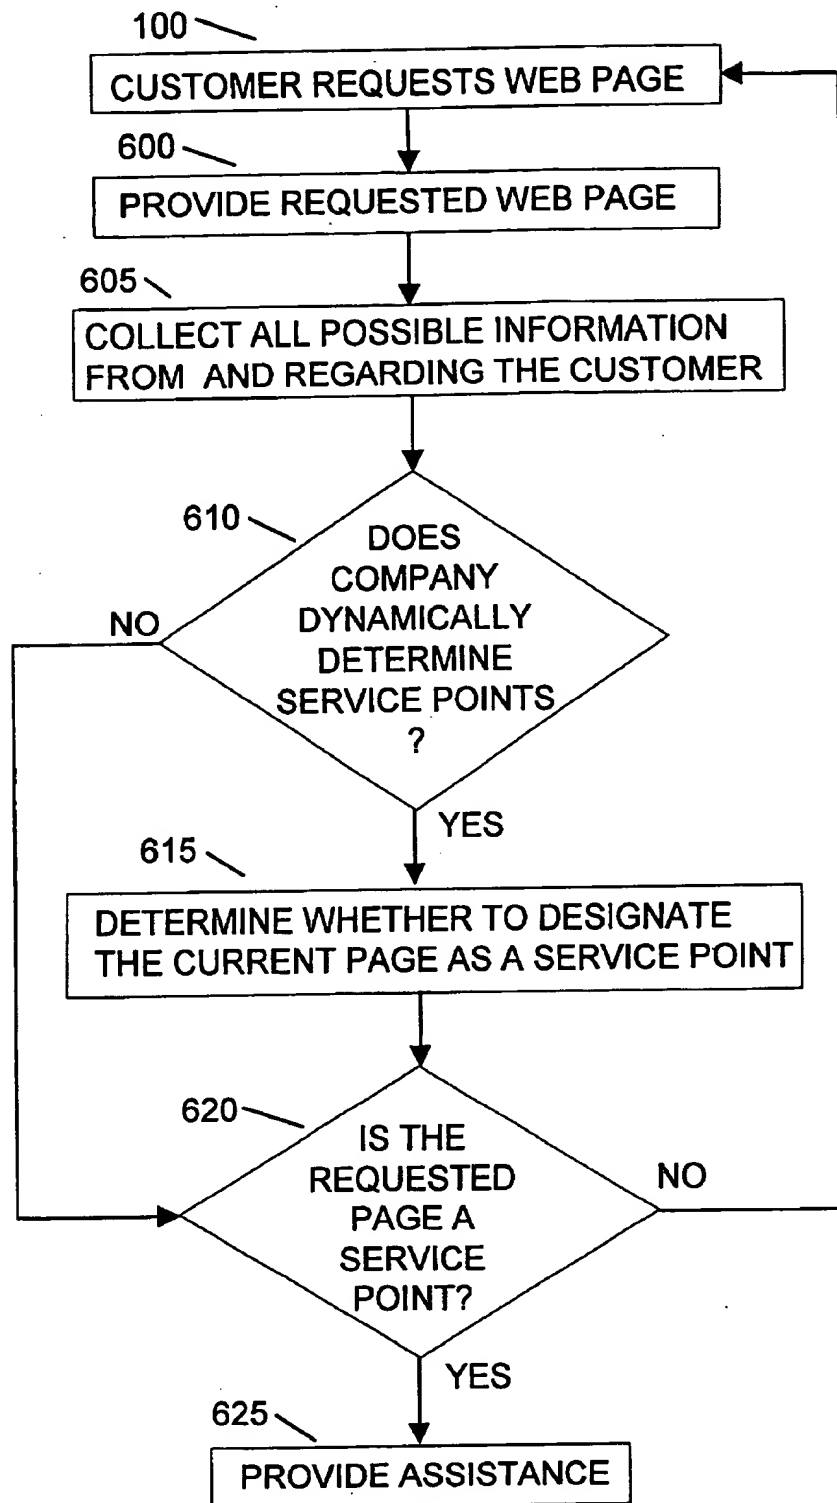 100
CUSTOMER REQUESTS WEB PAGE
600
PROVIDE REQUESTED WEB PAGE
605
COLLECT ALL POSSIBLE INFORMATION
FROM AND REGARDING THE CUSTOMER
610
DOES
COMPANY
DYNAMICALLY
DETERMINE
SERVICE POINTS
?
NO
YES
615
DETERMINE WHETHER TO DESIGNATE
THE CURRENT PAGE AS A SERVICE POINT
620
IS THE
REQUESTED
PAGE A
SERVICE
POINT?
NO
YES
625
PROVIDE ASSISTANCE